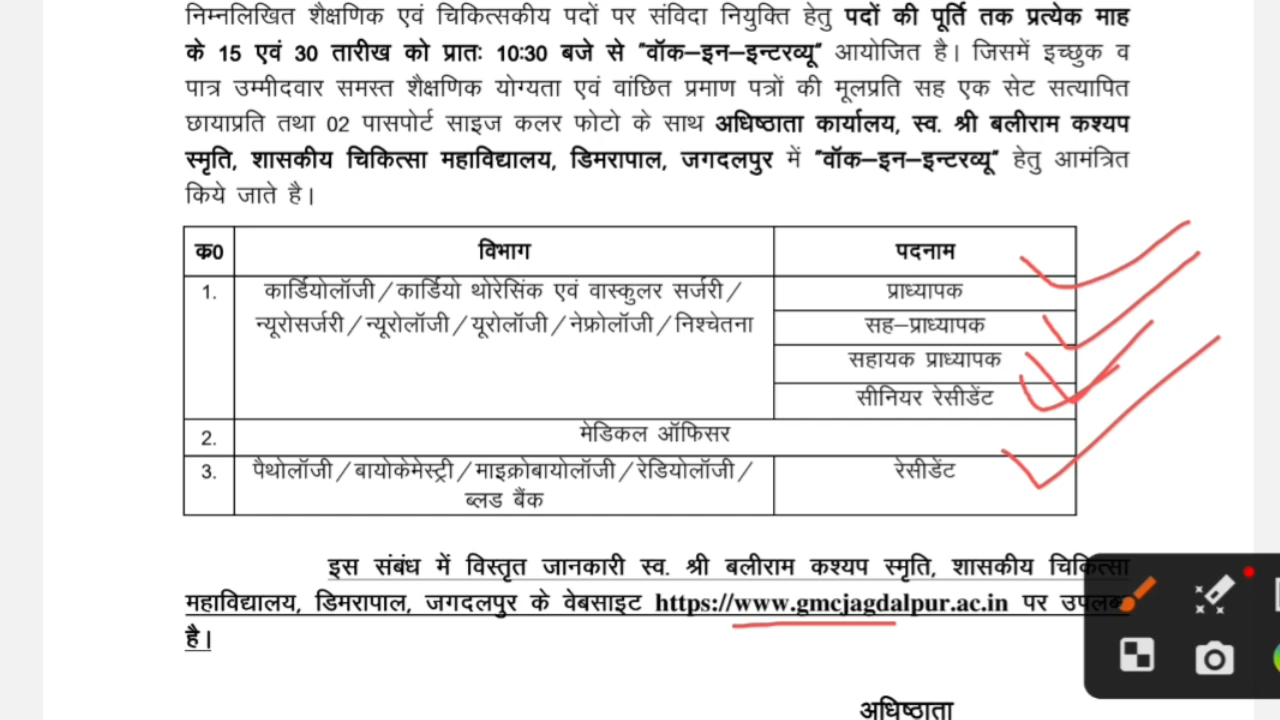 निम्नलिखित शैक्षणिक एवं चिकित्सकीय पदों पर संविदा नियुक्ति हेतु पदों की पूर्ति तक प्रत्येक माह
के 15 एवं 30 तारीख को प्रातः 10:30 बजे से "वॉक–इन–इन्टरव्यू" आयोजित है। जिसमें इच्छुक व
पात्र उम्मीदवार समस्त शैक्षणिक योग्यता एवं वांछित प्रमाण पत्रों की मूलप्रति सह एक सेट सत्यापित
छायाप्रति तथा 02 पासपोर्ट साइज कलर फोटो के साथ अधिष्ठाता कार्यालय, स्व. श्री बलीराम कश्यप
स्मृति, शासकीय चिकित्सा महाविद्यालय, डिमरापाल, जगदलपुर में "वॉक–इन–इन्टरव्यू" हेतु आमंत्रित
किये जाते है।
क0 विभाग पदनाम
1. कार्डियोलॉजी/कार्डियो थोरेसिंक एवं वास्कुलर सर्जरी/ प्राध्यापक
न्यूरोसर्जरी/न्यूरोलॉजी/यूरोलॉजी/नेफ्रोलॉजी/निश्चेतना सह–प्राध्यापक
सहायक प्राध्यापक
सीनियर रेसीडेंट
2. मेडिकल ऑफिसर
3. पैथोलॉजी/बायोकेमेस्ट्री/माइक्रोबायोलॉजी/रेडियोलॉजी/ रेसीडेंट
ब्लड बैंक
इस संबंध में विस्तृत जानकारी स्व. श्री बलीराम कश्यप स्मृति, शासकीय चिकित्सा
महाविद्यालय, डिमरापाल, जगदलपुर के वेबसाइट https://www.gmcjagdalpur.ac.in पर उपलब्ध
है।
अधिष्ठाता